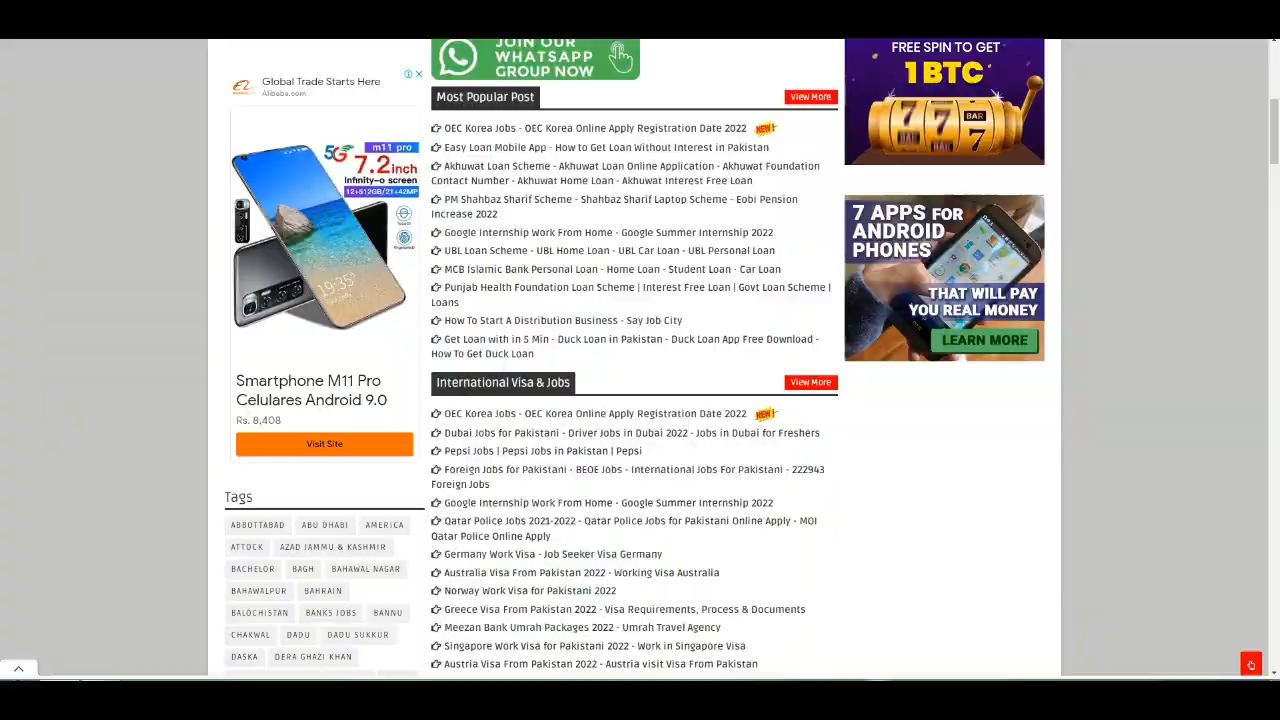 Global Trade Starts Here
Alibaba.com
5G m11 pro
7.2inch
Infinity-o screen
12+512GB/21+42MP
19:35
Smartphone M11 Pro
Celulares Android 9.0
Rs. 8,408
Visit Site
Tags
ABBOTTABAD ABU DHABI AMERICA
ATTOCK AZAD JAMMU & KASHMIR
BACHELOR BAGH BAHAWAL NAGAR
BAHAWALPUR BAHRAIN
BALOCHISTAN BANKS JOBS BANNU
CHAKWAL DADU DADU SUKKUR
DASKA DERA GHAZI KHAN
JOIN OUR
WHATSAPP
GROUP NOW
Most Popular Post View More
OEC Korea Jobs - OEC Korea Online Apply Registration Date 2022 NEW!
Easy Loan Mobile App - How to Get Loan Without Interest in Pakistan
Akhuwat Loan Scheme - Akhuwat Loan Online Application - Akhuwat Foundation
Contact Number - Akhuwat Home Loan - Akhuwat Interest Free Loan
PM Shahbaz Sharif Scheme - Shahbaz Sharif Laptop Scheme - Eobi Pension
Increase 2022
Google Internship Work From Home - Google Summer Internship 2022
UBL Loan Scheme - UBL Home Loan - UBL Car Loan - UBL Personal Loan
MCB Islamic Bank Personal Loan - Home Loan - Student Loan - Car Loan
Punjab Health Foundation Loan Scheme | Interest Free Loan | Govt Loan Scheme |
Loans
How To Start A Distribution Business - Say Job City
Get Loan with in 5 Min - Duck Loan in Pakistan - Duck Loan App Free Download -
How To Get Duck Loan
International Visa & Jobs View More
OEC Korea Jobs - OEC Korea Online Apply Registration Date 2022 NEW!
Dubai Jobs for Pakistani - Driver Jobs in Dubai 2022 - Jobs in Dubai for Freshers
Pepsi Jobs | Pepsi Jobs in Pakistan | Pepsi
Foreign Jobs for Pakistani - BEOE Jobs - International Jobs For Pakistani - 222943
Foreign Jobs
Google Internship Work From Home - Google Summer Internship 2022
Qatar Police Jobs 2021-2022 - Qatar Police Jobs for Pakistani Online Apply - MOI
Qatar Police Online Apply
Germany Work Visa - Job Seeker Visa Germany
Australia Visa From Pakistan 2022 - Working Visa Australia
Norway Work Visa for Pakistani 2022
Greece Visa From Pakistan 2022 - Visa Requirements, Process & Documents
Meezan Bank Umrah Packages 2022 - Umrah Travel Agency
Singapore Work Visa for Pakistani 2022 - Work in Singapore Visa
Austria Visa From Pakistan 2022 - Austria visit Visa From Pakistan
FREE SPIN TO GET
1 BTC
7 7 BAR 7
7 APPS FOR
ANDROID
PHONES
THAT WILL PAY
YOU REAL MONEY
LEARN MORE